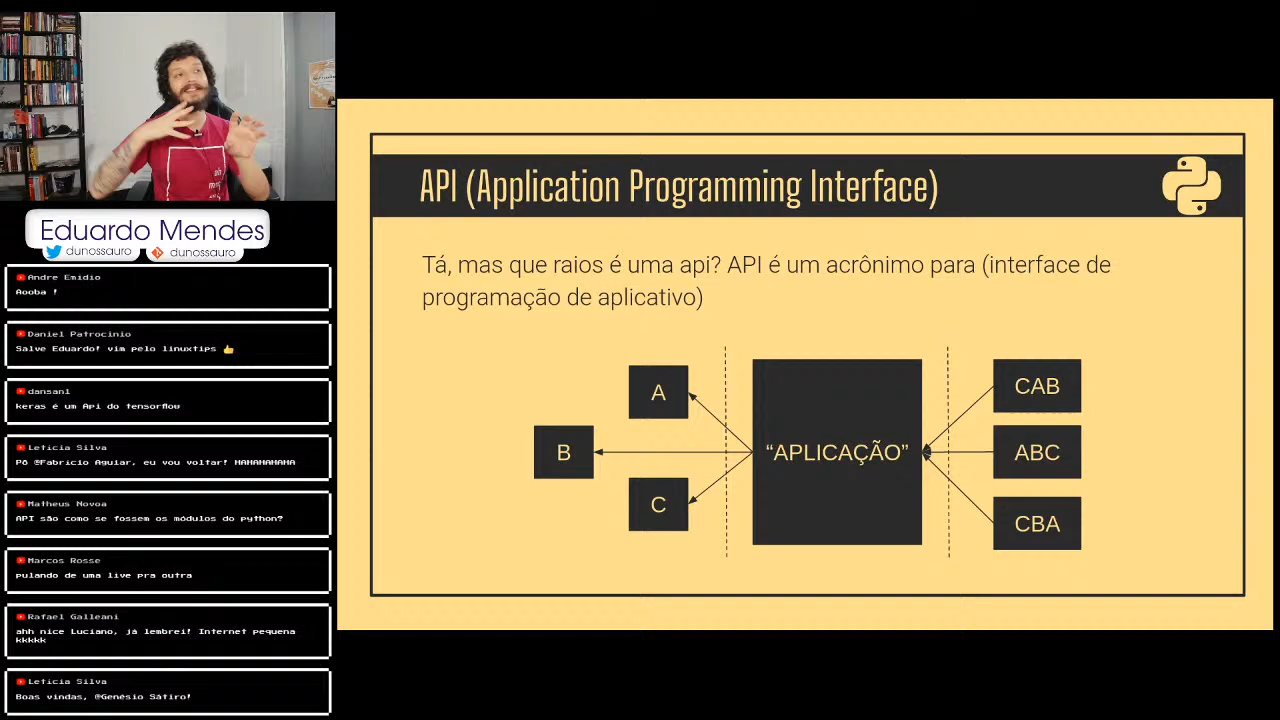 Eduardo Mendes
dunossauro
dunossauro
Andre Emidio
Aooba !
Daniel Patrocinio
Salve Eduardo! vim pelo linuxtips 👍
dansanl
keras é um Api do tensorflow
Leticia Silva
Pô @Fabricio Aguiar, eu vou voltar! HAHAHAHAHA
Matheus Novoa
API são como se fossem os módulos do python?
Marcos Rosse
pulando de uma live pra outra
Rafael Galleani
ahh nice Luciano, já lembrei! Internet pequena
kkkkk
Leticia Silva
Boas vindas, @Genésio Sátiro!
API (Application Programming Interface)
Tá, mas que raios é uma api? API é um acrônimo para (interface de
programação de aplicativo)
A
B
C
“APLICAÇÃO”
CAB
ABC
CBA